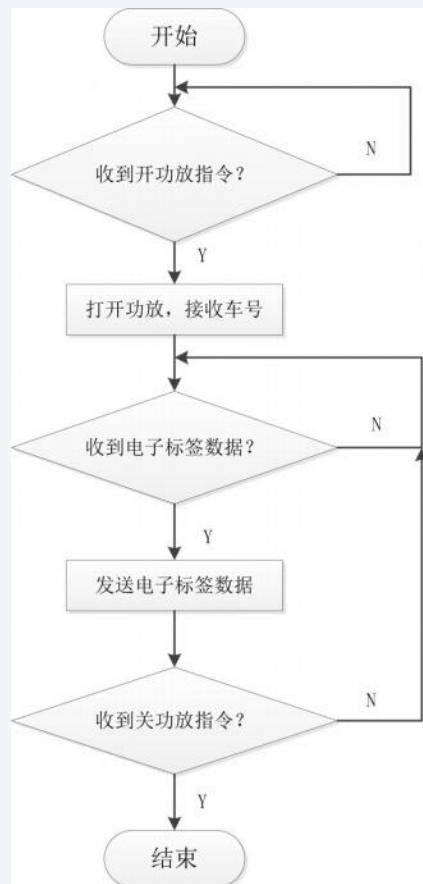 开始
N
收到开功放指令?
Y
打开功放，接收车号
N
收到电子标签数据?
Y
发送电子标签数据
N
收到关功放指令?
Y
结束